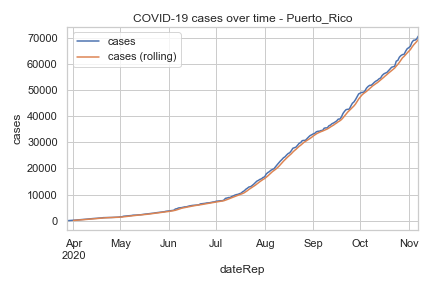 COVID-19 cases over time - Puerto_Rico
cases
cases (rolling)
70000
60000
50000
40000
30000
20000
10000
0
cases
Apr
2020
May
Jun
Jul
Aug
Sep
Oct
Nov
dateRep